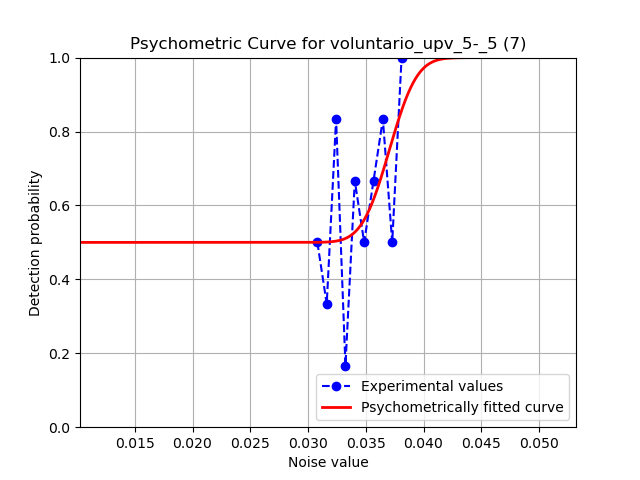 Psychometric Curve for voluntario_upv_5-_5 (7)
1.0
0.8
0.6
0.4
0.2
0.0
Detection probability
Experimental values
Psychometrically fitted curve
0.015 0.020 0.025 0.030 0.035 0.040 0.045 0.050
Noise value